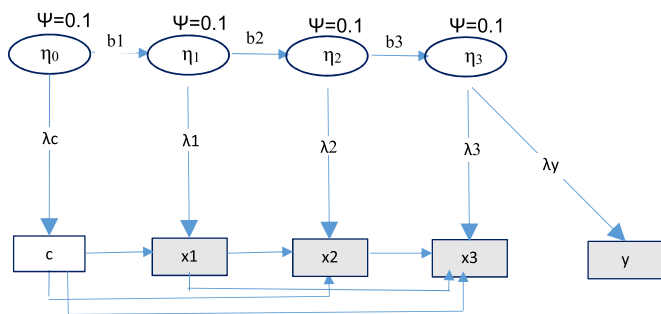 Ψ=0.1 Ψ=0.1 Ψ=0.1 Ψ=0.1
η0 b1 η1 b2 η2 b3 η3
λc λ1 λ2 λ3 λy
c x1 x2 x3 y